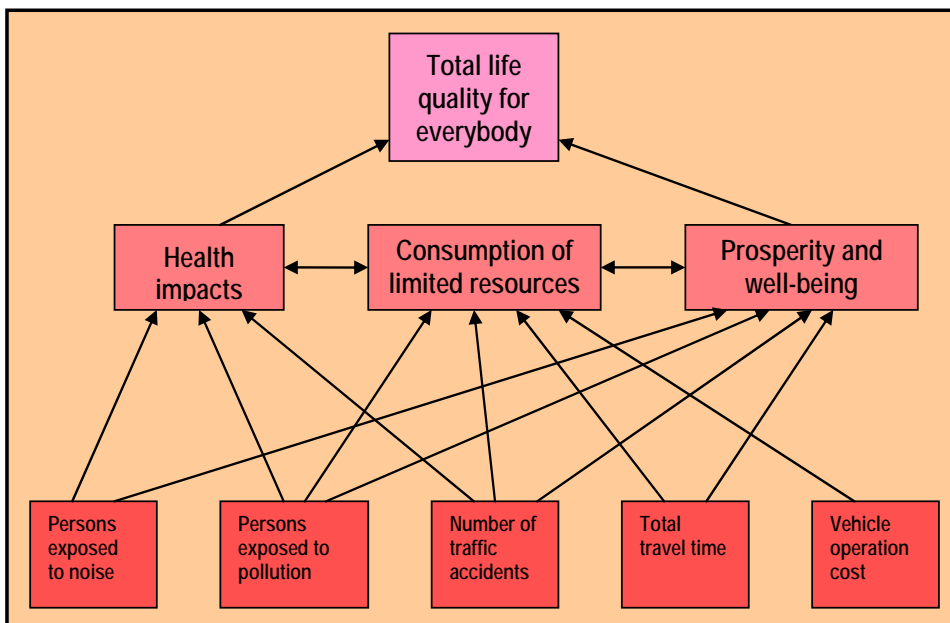 Total life
quality for
everybody
Health
impacts
Consumption of
limited resources
Prosperity and
well-being
Persons
exposed
to noise
Persons
exposed to
pollution
Number of
traffic
accidents
Total
travel time
Vehicle
operation
cost